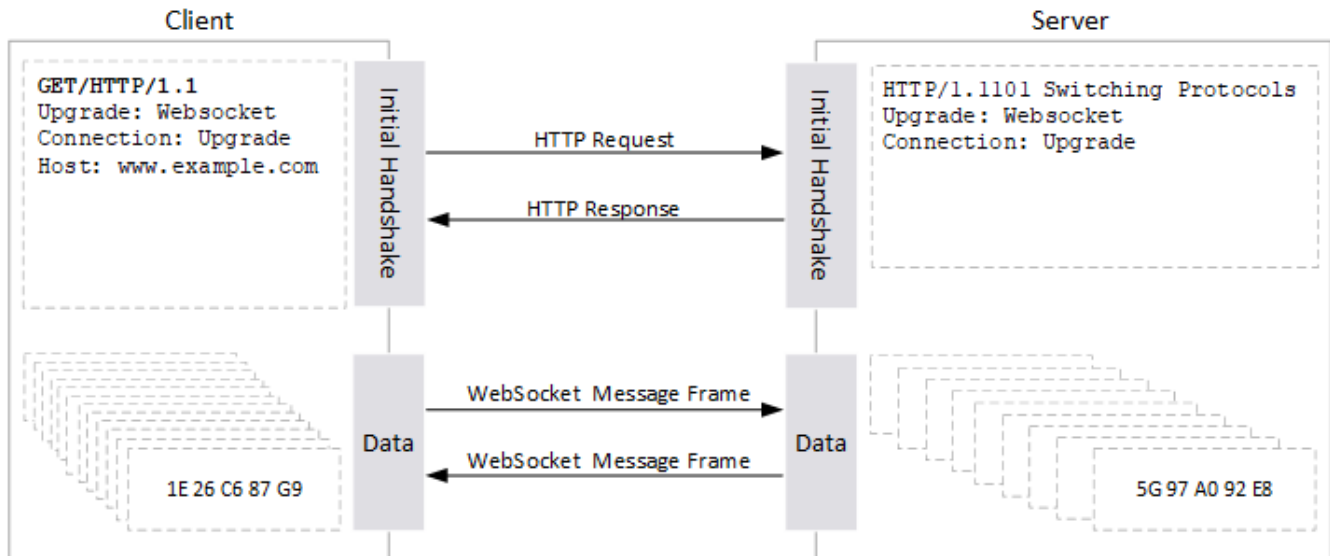 Client
Server
GET/HTTP/1.1
Upgrade: Websocket
Connection: Upgrade
Host: www.example.com
Initial Handshake
HTTP Request
HTTP Response
Initial Handshake
HTTP/1.1101 Switching Protocols
Upgrade: Websocket
Connection: Upgrade
1E 26 C6 87 G9
Data
WebSocket Message Frame
WebSocket Message Frame
Data
5G 97 A0 92 E8